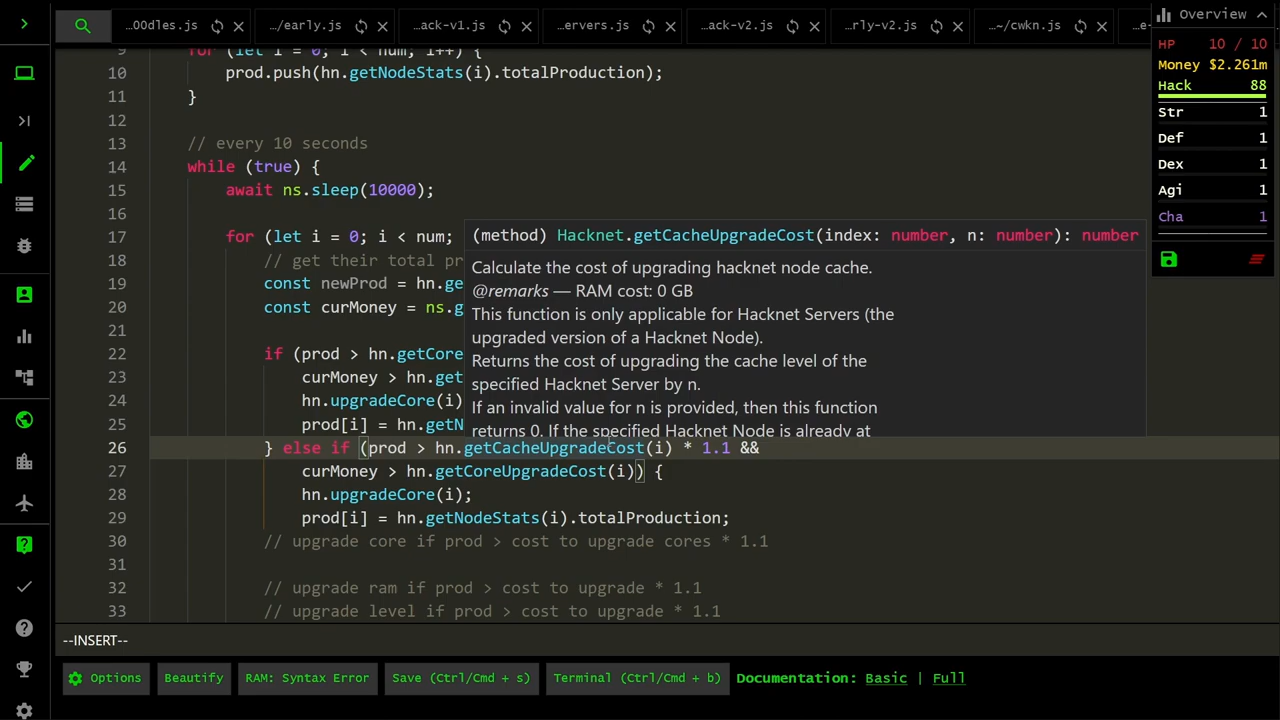 ...OOdles.js
.../early.js
...ack-v1.js
...ervers.js
...ack-v2.js
...rly-v2.js
...~/cwkn.js
Overview
HP 10 / 10
Money $2.261m
Hack 88
Str 1
Def 1
Dex 1
Agi 1
Cha 1
9 for (let i = 0; i < num; i++) {
10 prod.push(hn.getNodeStats(i).totalProduction);
11 }
12
13 // every 10 seconds
14 while (true) {
15 await ns.sleep(10000);
16
17 for (let i = 0; i < num;
18 // get their total pr
19 const newProd = hn.ge
20 const curMoney = ns.g
21
22 if (prod > hn.getCore
23 curMoney > hn.get
24 hn.upgradeCore(i)
25 prod[i] = hn.getN
(method) Hacknet.getCacheUpgradeCost(index: number, n: number): number
Calculate the cost of upgrading hacknet node cache.
@remarks — RAM cost: 0 GB
This function is only applicable for Hacknet Servers (the
upgraded version of a Hacknet Node).
Returns the cost of upgrading the cache level of the
specified Hacknet Server by n.
If an invalid value for n is provided, then this function
returns 0. If the specified Hacknet Node is already at
26 } else if (prod > hn.getCacheUpgradeCost(i) * 1.1 &&
27 curMoney > hn.getCoreUpgradeCost(i)) {
28 hn.upgradeCore(i);
29 prod[i] = hn.getNodeStats(i).totalProduction;
30 // upgrade core if prod > cost to upgrade cores * 1.1
31
32 // upgrade ram if prod > cost to upgrade * 1.1
33 // upgrade level if prod > cost to upgrade * 1.1
--INSERT--
Options
Beautify
RAM: Syntax Error
Save (Ctrl/Cmd + s)
Terminal (Ctrl/Cmd + b)
Documentation: Basic | Full